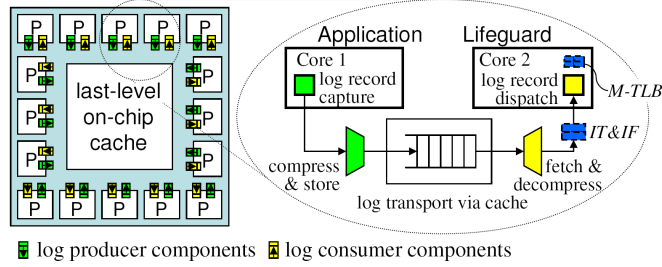 P P P P P
P P
P P
P P
P P P P P
last-level
on-chip
cache
Application
Lifeguard
Core 1
log record
capture
Core 2
log record
dispatch
M-TLB
IT&IF
compress
& store
fetch &
decompress
log transport via cache
log producer components
log consumer components